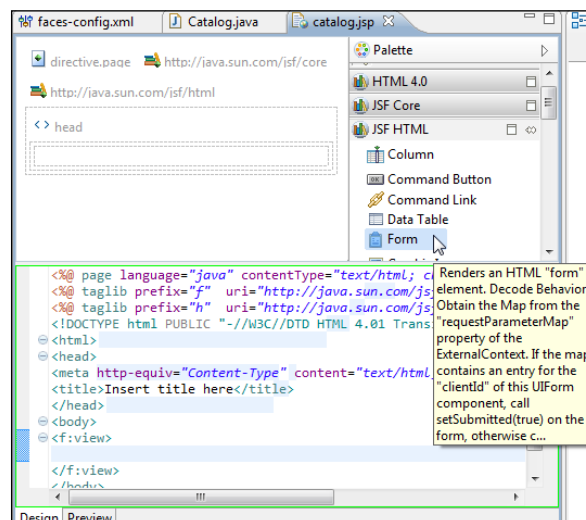 faces-config.xml
Catalog.java
catalog.jsp
directive.page
http://java.sun.com/jsf/core
http://java.sun.com/jsf/html
head
Palette
HTML 4.0
JSF Core
JSF HTML
Column
Command Button
Command Link
Data Table
Form
<%@ page language="java" contentType="text/html;
<%@ taglib prefix="f" uri="http://java.sun.com/js
<%@ taglib prefix="h" uri="http://java.sun.com/js
<!DOCTYPE html PUBLIC "-//W3C//DTD HTML 4.01 Transi
<html>
<head>
<meta http-equiv="Content-Type" content="text/html
<title>Insert title here</title>
</head>
<body>
<f:view>
</f:view>
</body>
Renders an HTML "form"
element. Decode Behavior
Obtain the Map from the
"requestParameterMap"
property of the
ExternalContext. If the map
contains an entry for the
"clientId" of this UIForm
component, call
setSubmitted(true) on the
form, otherwise c...
Design Preview